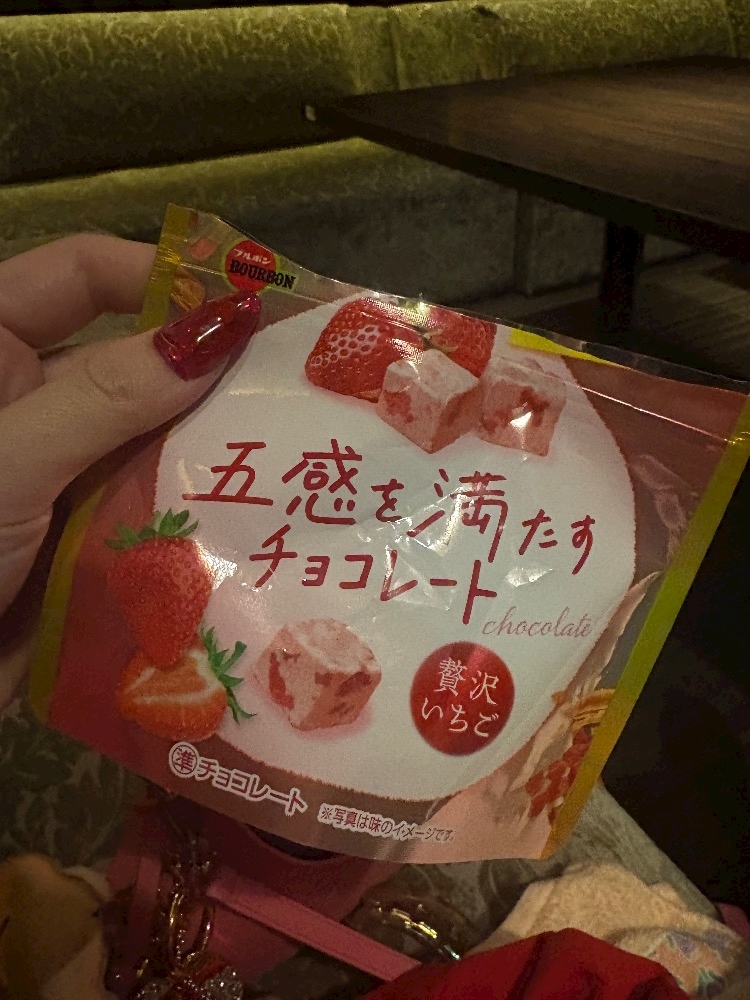 ブルボン
BOURBON
五感を満たす
チョコレート
chocolate
贅沢
いちご
準チョコレート
※写真は味のイメージです。